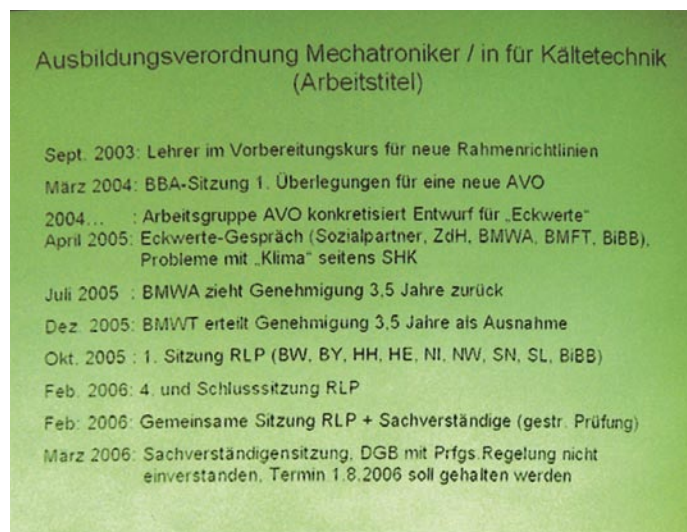 Ausbildungsverordnung Mechatroniker / in für Kältetechnik
(Arbeitstitel)
Sept. 2003: Lehrer im Vorbereitungskurs für neue Rahmenrichtlinien
März 2004: BBA-Sitzung 1. Überlegungen für eine neue AVO
2004... : Arbeitsgruppe AVO konkretisiert Entwurf für „Eckwerte"
April 2005: Eckwerte-Gespräch (Sozialpartner, ZdH, BMWA, BMFT, BiBB),
Probleme mit „Klima" seitens SHK
Juli 2005 : BMWA zieht Genehmigung 3,5 Jahre zurück
Dez. 2005: BMWT erteilt Genehmigung 3,5 Jahre als Ausnahme
Okt. 2005 : 1. Sitzung RLP (BW, BY, HH, HE, NI, NW, SN, SL, BiBB)
Feb. 2006: 4. und Schlusssitzung RLP
Feb: 2006: Gemeinsame Sitzung RLP + Sachverständige (gestr. Prüfung)
März 2006: Sachverständigensitzung, DGB mit Prfgs.Regelung nicht
einverstanden, Termin 1.8.2006 soll gehalten werden